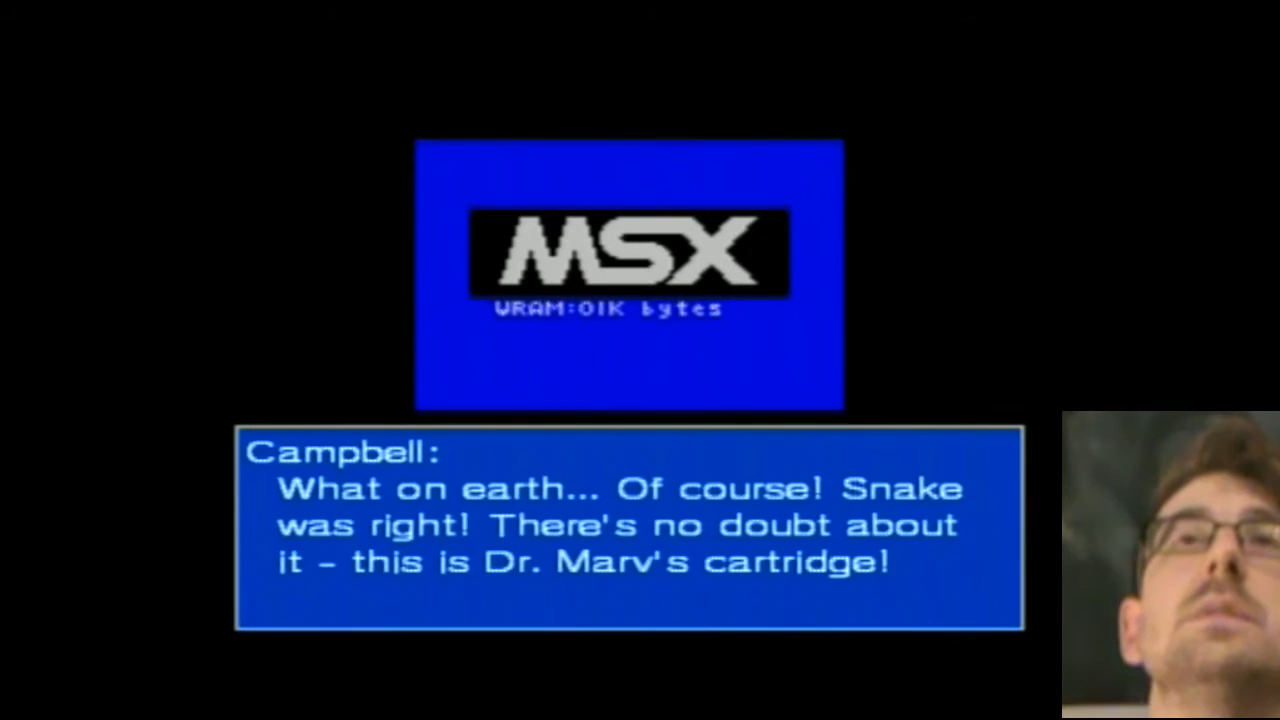 MSX
VRAM:01K bytes
Campbell:
What on earth... Of course! Snake
was right! There's no doubt about
it - this is Dr. Marv's cartridge!